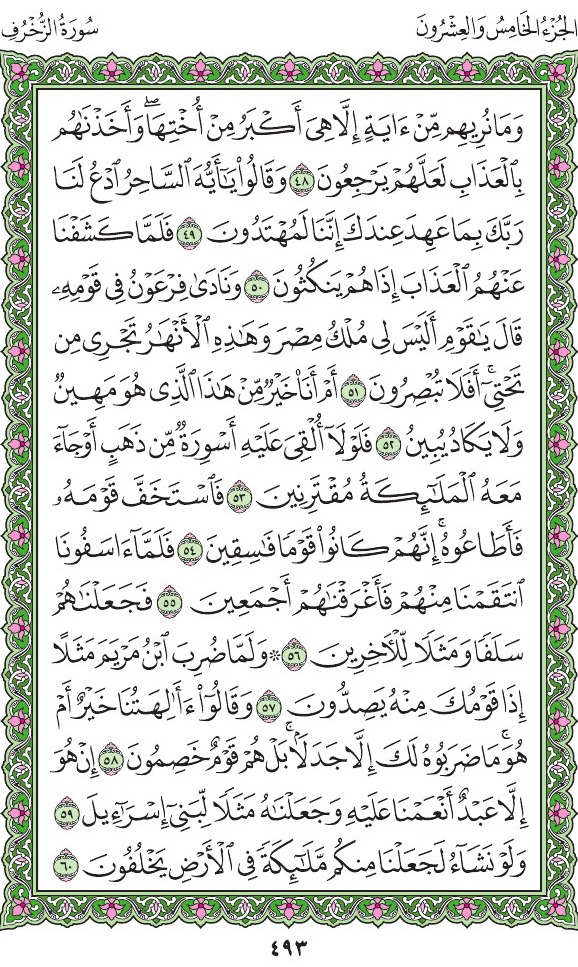 الجُزْءُ الخَامِسُ وَالعِشْرُونَ
سُورَةُ الزُّخْرُفِ
وَمَا نُرِيهِم مِّنْ ءَايَةٍ إِلَّا هِىَ أَكْبَرُ مِنْ أُخْتِهَاۖ وَأَخَذْنَٰهُم
بِٱلْعَذَابِ لَعَلَّهُمْ يَرْجِعُونَ ٤٨ وَقَالُوا۟ يَٰٓأَيُّهَ ٱلسَّاحِرُ ٱدْعُ لَنَا
رَبَّكَ بِمَا عَهِدَ عِندَكَ إِنَّنَا لَمُهْتَدُونَ ٤٩ فَلَمَّا كَشَفْنَا
عَنْهُمُ ٱلْعَذَابَ إِذَا هُمْ يَنكُثُونَ ٥٠ وَنَادَىٰ فِرْعَوْنُ فِى قَوْمِهِۦ
قَالَ يَٰقَوْمِ أَلَيْسَ لِى مُلْكُ مِصْرَ وَهَٰذِهِ ٱلْأَنْهَٰرُ تَجْرِى مِن
تَحْتِىٓۚ أَفَلَا تُبْصِرُونَ ٥١ أَمْ أَنَا۠ خَيْرٌ مِّنْ هَٰذَا ٱلَّذِى هُوَ مَهِينٌ
وَلَا يَكَادُ يُبِينُ ٥٢ فَلَوْلَآ أُلْقِىَ عَلَيْهِ أَسْوِرَةٌ مِّن ذَهَبٍ أَوْ جَآءَ
مَعَهُ ٱلْمَلَٰٓئِكَةُ مُقْتَرِنِينَ ٥٣ فَٱسْتَخَفَّ قَوْمَهُۥ
فَأَطَاعُوهُۚ إِنَّهُمْ كَانُوا۟ قَوْمًا فَٰسِقِينَ ٥٤ فَلَمَّآ ءَاسَفُونَا
ٱنتَقَمْنَا مِنْهُمْ فَأَغْرَقْنَٰهُمْ أَجْمَعِينَ ٥٥ فَجَعَلْنَٰهُمْ
سَلَفًا وَمَثَلًا لِّلْءَاخِرِينَ ٥٦ ۞ وَلَمَّا ضُرِبَ ٱبْنُ مَرْيَمَ مَثَلًا
إِذَا قَوْمُكَ مِنْهُ يَصِدُّونَ ٥٧ وَقَالُوٓا۟ ءَأَٰلِهَتُنَا خَيْرٌ أَمْ
هُوَۚ مَا ضَرَبُوهُ لَكَ إِلَّا جَدَلًۢاۚ بَلْ هُمْ قَوْمٌ خَصِمُونَ ٥٨ إِنْ هُوَ
إِلَّا عَبْدٌ أَنْعَمْنَا عَلَيْهِ وَجَعَلْنَٰهُ مَثَلًا لِّبَنِىٓ إِسْرَٰٓءِيلَ ٥٩
وَلَوْ نَشَآءُ لَجَعَلْنَا مِنكُم مَّلَٰٓئِكَةً فِى ٱلْأَرْضِ يَخْلُفُونَ ٦٠
٤٩٣